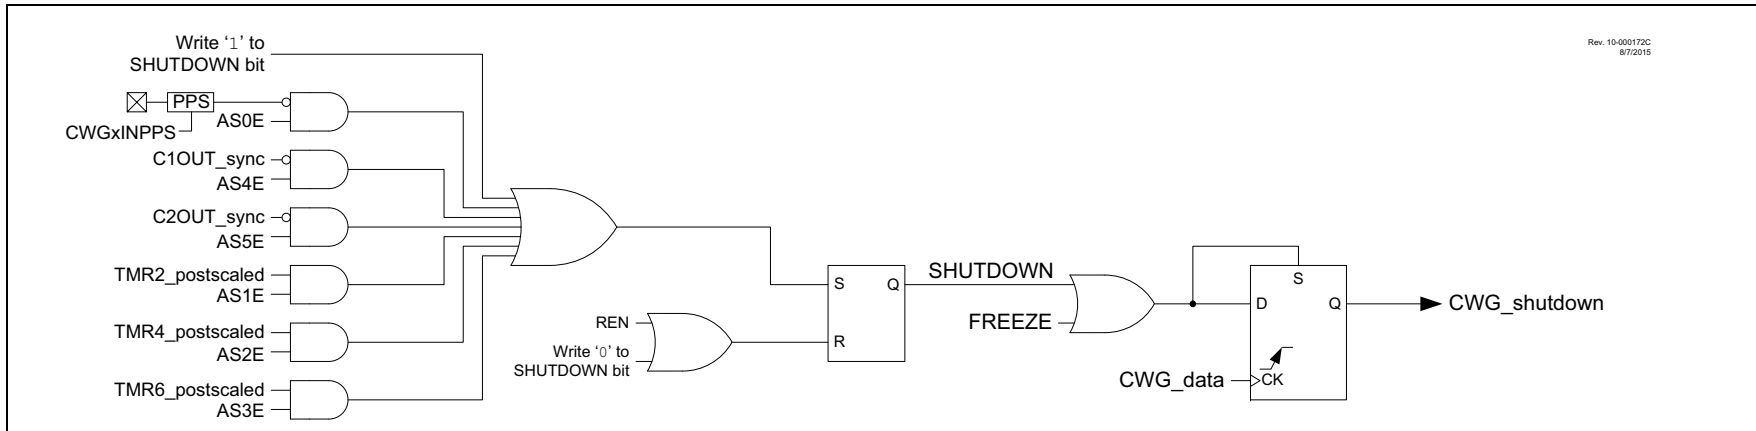 Write ‘1’ to
SHUTDOWN bit
Rev. 10-000172C
8/7/2015
PPS
AS0E
CWGxINPPS
C1OUT_sync
AS4E
C2OUT_sync
AS5E
TMR2_postscaled
AS1E
TMR4_postscaled
AS2E
TMR6_postscaled
AS3E
REN
Write ‘0’ to
SHUTDOWN bit
S
Q
R
SHUTDOWN
FREEZE
S
D
Q
CWG_data
CK
CWG_shutdown